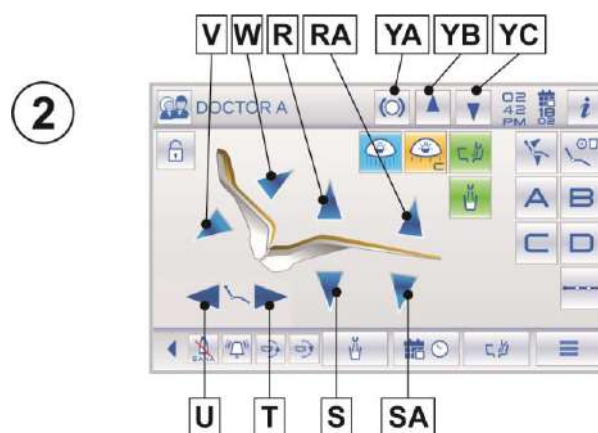 V W R RA YA YB YC
2
DOCTOR A
02
42
PM
18
02
i
A B
C D
U T S SA